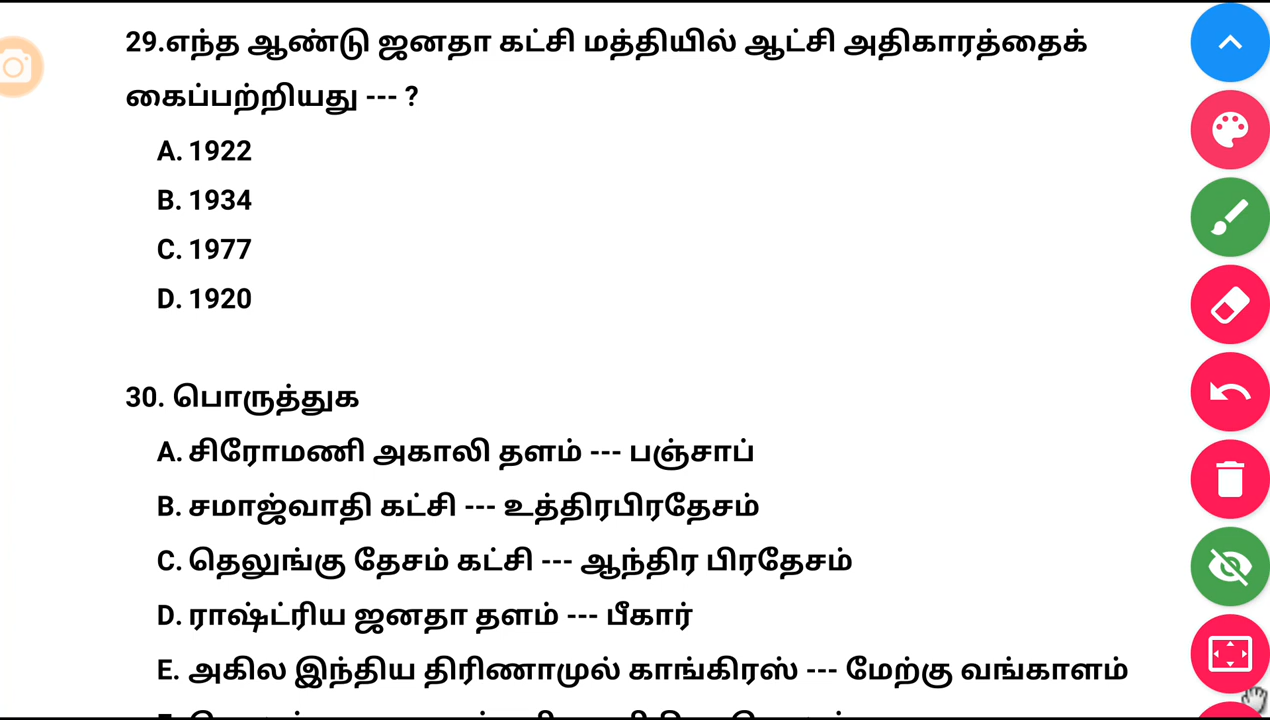 29.எந்த ஆண்டு ஜனதா கட்சி மத்தியில் ஆட்சி அதிகாரத்தைக்
கைப்பற்றியது --- ?
A. 1922
B. 1934
C. 1977
D. 1920
30. பொருத்துக
A. சிரோமணி அகாலி தளம் --- பஞ்சாப்
B. சமாஜ்வாதி கட்சி --- உத்திரபிரதேசம்
C. தெலுங்கு தேசம் கட்சி --- ஆந்திர பிரதேசம்
D. ராஷ்ட்ரிய ஜனதா தளம் --- பீகார்
E. அகில இந்திய திரிணாமுல் காங்கிரஸ் --- மேற்கு வங்காளம்